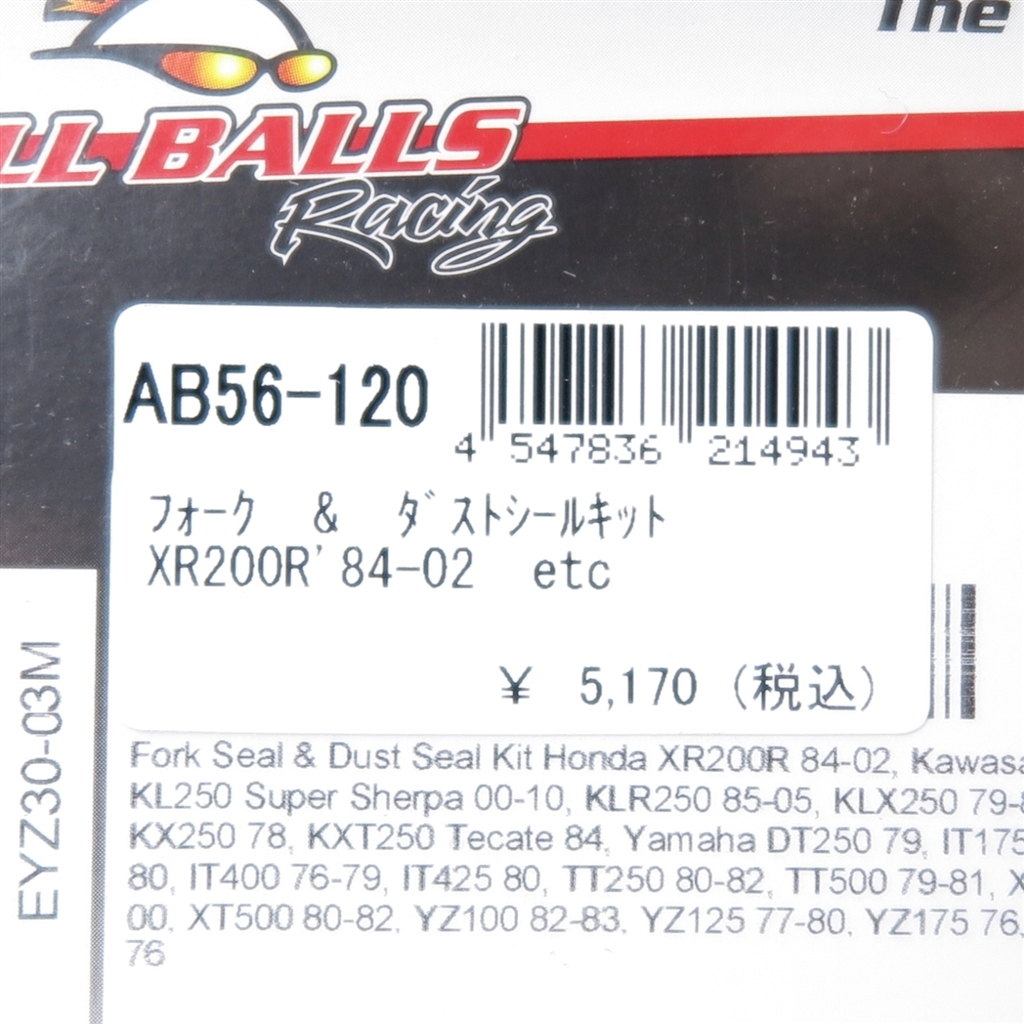 The
LL BALLS
Racing
AB56-120
4 547836 214943
フォーク & ダストシールキット
XR200R'84-02 etc
¥ 5,170 (税込)
EYZ30-03M
Fork Seal & Dust Seal Kit Honda XR200R 84-02, Kawasa
KL250 Super Sherpa 00-10, KLR250 85-05, KLX250 79-8
KX250 78, KXT250 Tecate 84, Yamaha DT250 79, IT175
80, IT400 76-79, IT425 80, TT250 80-82, TT500 79-81, X
00, XT500 80-82, YZ100 82-83, YZ125 77-80, YZ175 76,
76